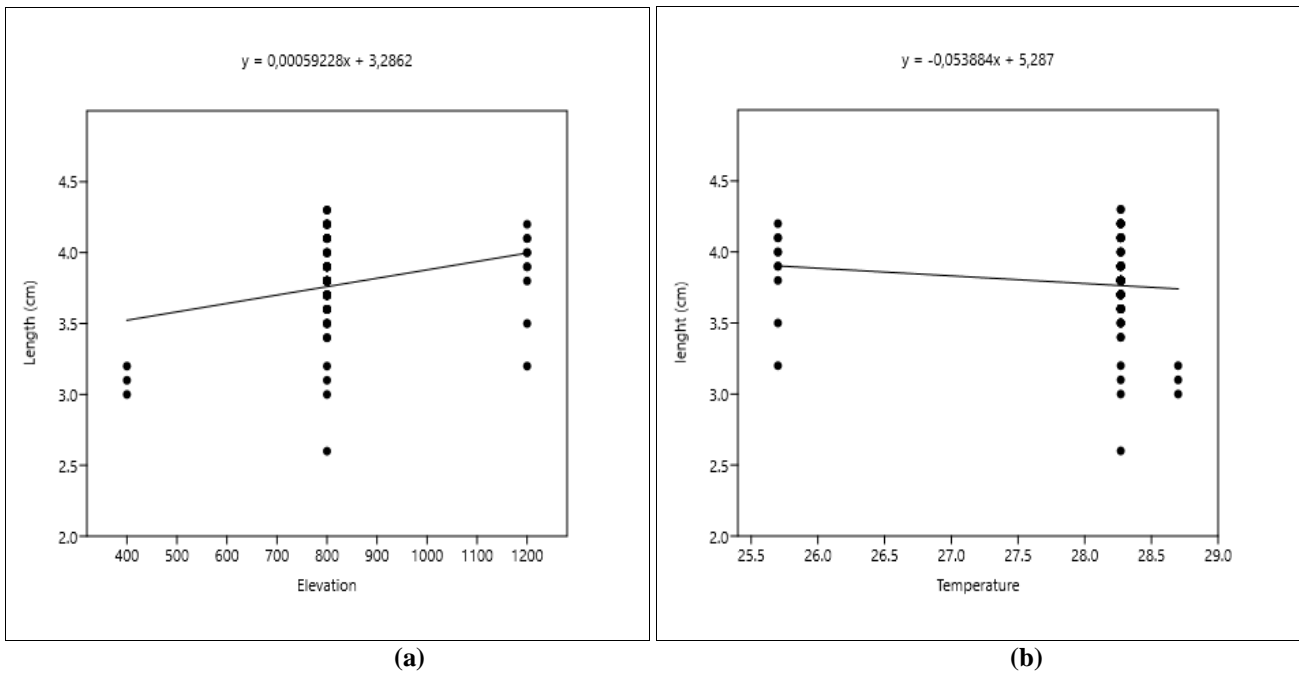 y = 0,00059228x + 3,2862
4.5
4.0
3.5
3.0
2.5
2.0
Length (cm)
400 500 600 700 800 900 1000 1100 1200
Elevation
(a)
y = -0,053884x + 5,287
4.5
4.0
3.5
3.0
2.5
2.0
lenght (cm)
25.5 26.0 26.5 27.0 27.5 28.0 28.5 29.0
Temperature
(b)